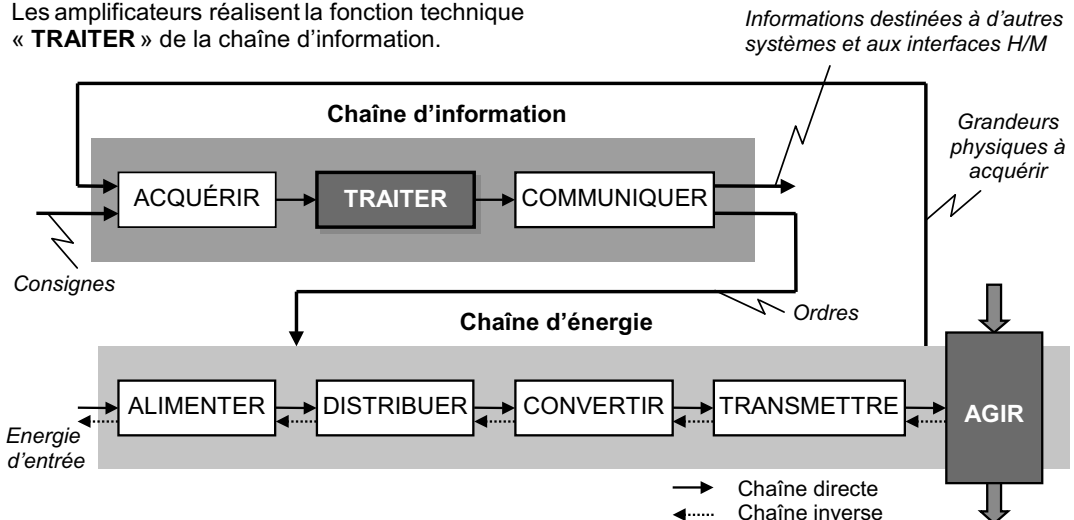 Les amplificateurs réalisent la fonction technique
« TRAITER » de la chaîne d’information.
Informations destinées à d’autres
systèmes et aux interfaces H/M
Chaîne d’information
Grandeurs
physiques à
acquérir
ACQUÉRIR
TRAITER
COMMUNIQUER
Consignes
Ordres
Chaîne d’énergie
ALIMENTER
DISTRIBUER
CONVERTIR
TRANSMETTRE
AGIR
Energie
d’entrée
Chaîne directe
Chaîne inverse